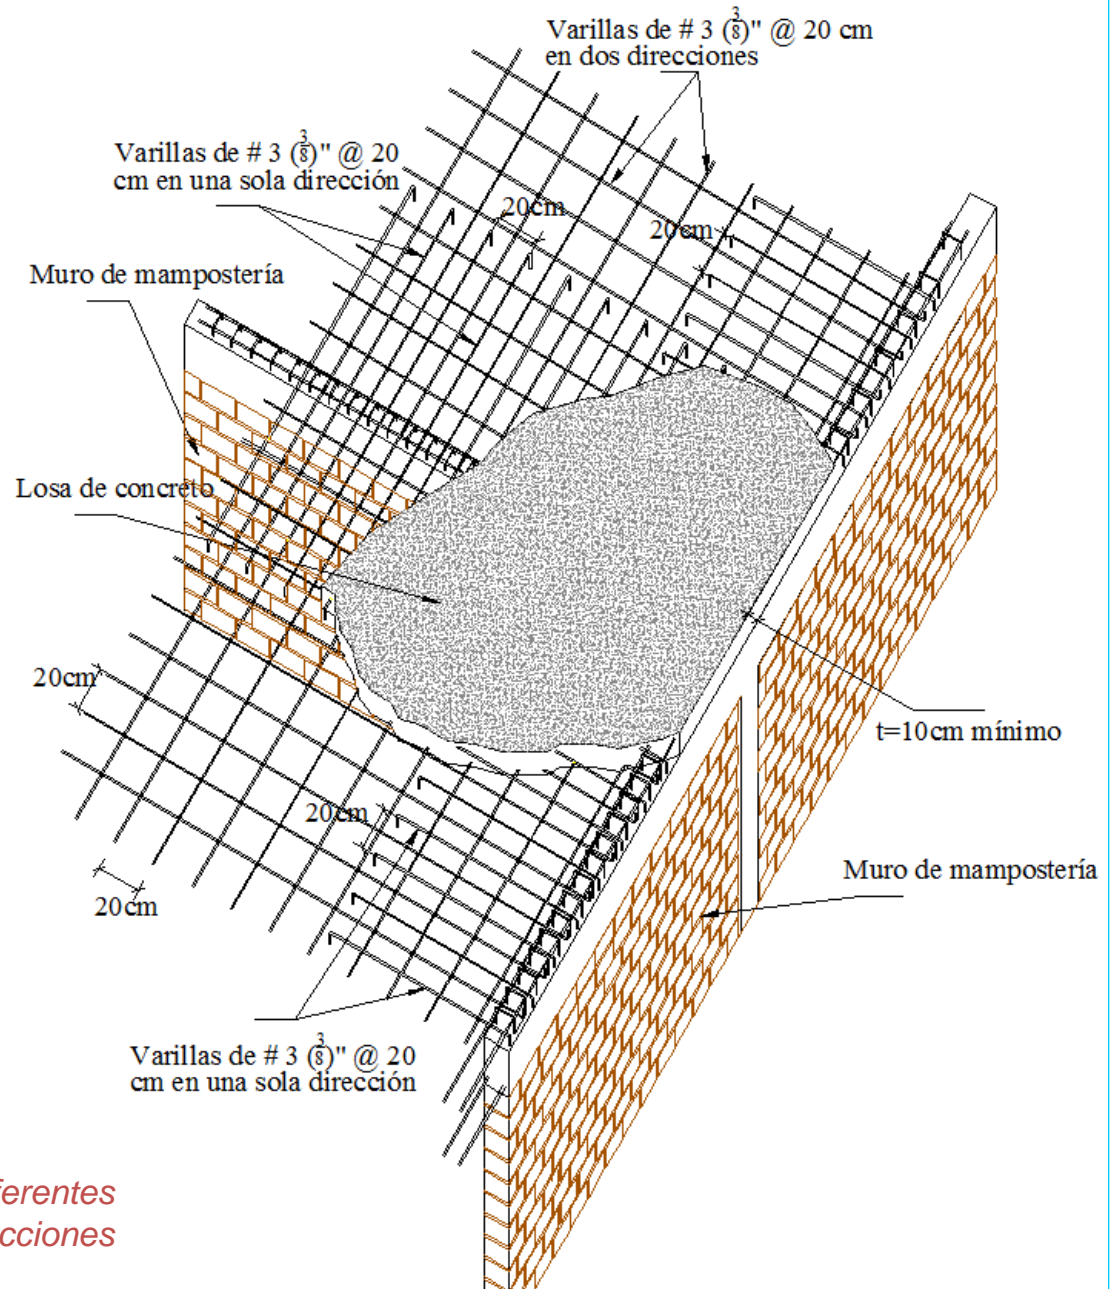 Varillas de # 3 (3/8)" @ 20 cm
en dos direcciones
Varillas de # 3 (3/8)" @ 20
cm en una sola dirección
20cm
20cm
Muro de mampostería
Losa de concreto
20cm
t=10cm mínimo
20cm
Muro de mampostería
20cm
Varillas de # 3 (3/8)" @ 20
cm en una sola dirección
ferentes
cciones